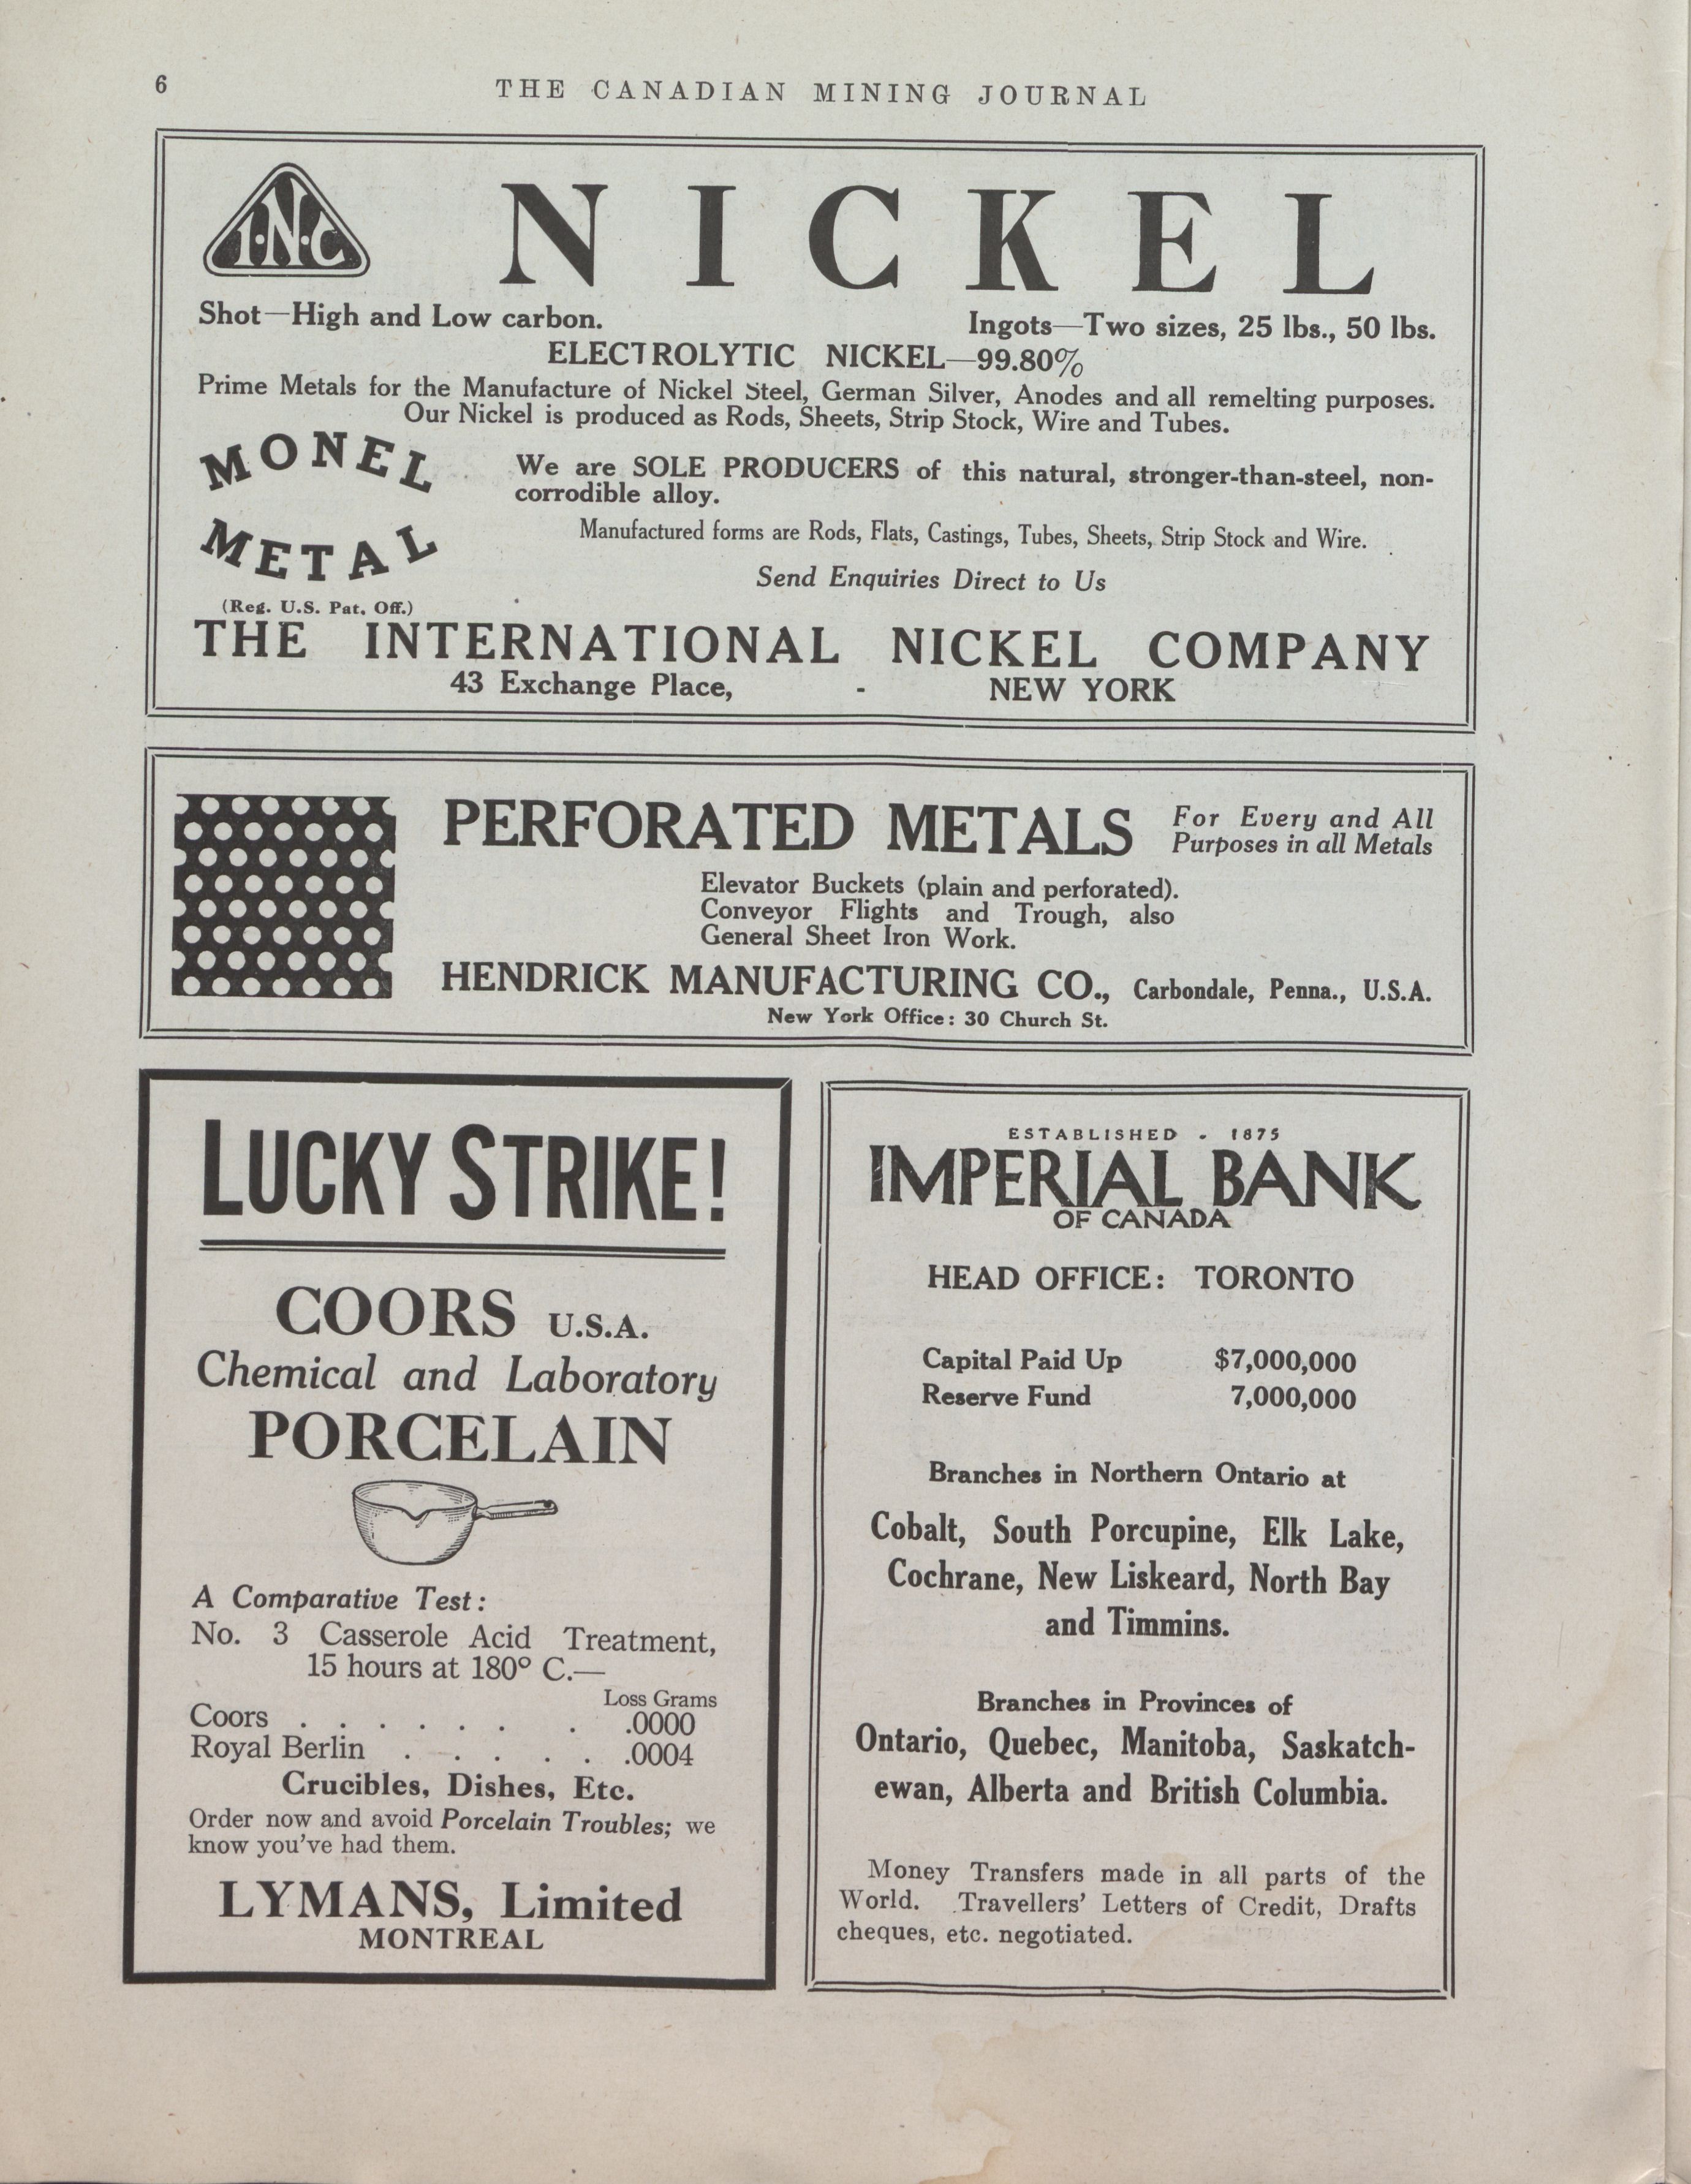 6
THE CANADIAN MINING JOURNAL
I·N·C
NICKEL
Shot—High and Low carbon.
Ingots—Two sizes, 25 lbs., 50 lbs.
ELECTROLYTIC NICKEL—99.80%
Prime Metals for the Manufacture of Nickel Steel, German Silver, Anodes and all remelting purposes.
Our Nickel is produced as Rods, Sheets, Strip Stock, Wire and Tubes.
MONEL
METAL
(Reg. U.S. Pat. Off.)
We are SOLE PRODUCERS of this natural, stronger-than-steel, non-
corrodible alloy.
Manufactured forms are Rods, Flats, Castings, Tubes, Sheets, Strip Stock and Wire.
Send Enquiries Direct to Us
THE INTERNATIONAL NICKEL COMPANY
43 Exchange Place, - NEW YORK
PERFORATED METALS
For Every and All
Purposes in all Metals
Elevator Buckets (plain and perforated).
Conveyor Flights and Trough, also
General Sheet Iron Work.
HENDRICK MANUFACTURING CO., Carbondale, Penna., U.S.A.
New York Office: 30 Church St.
LUCKY STRIKE!
COORS U.S.A.
Chemical and Laboratory
PORCELAIN
A Comparative Test:
No. 3 Casserole Acid Treatment,
15 hours at 180° C.—
Loss Grams
Coors . . . . . . . .0000
Royal Berlin . . . . . .0004
Crucibles, Dishes, Etc.
Order now and avoid Porcelain Troubles; we
know you've had them.
LYMANS, Limited
MONTREAL
ESTABLISHED - 1875
IMPERIAL BANK
OF CANADA
HEAD OFFICE: TORONTO
Capital Paid Up $7,000,000
Reserve Fund 7,000,000
Branches in Northern Ontario at
Cobalt, South Porcupine, Elk Lake,
Cochrane, New Liskeard, North Bay
and Timmins.
Branches in Provinces of
Ontario, Quebec, Manitoba, Saskatch-
ewan, Alberta and British Columbia.
Money Transfers made in all parts of the
World. Travellers' Letters of Credit, Drafts
cheques, etc. negotiated.